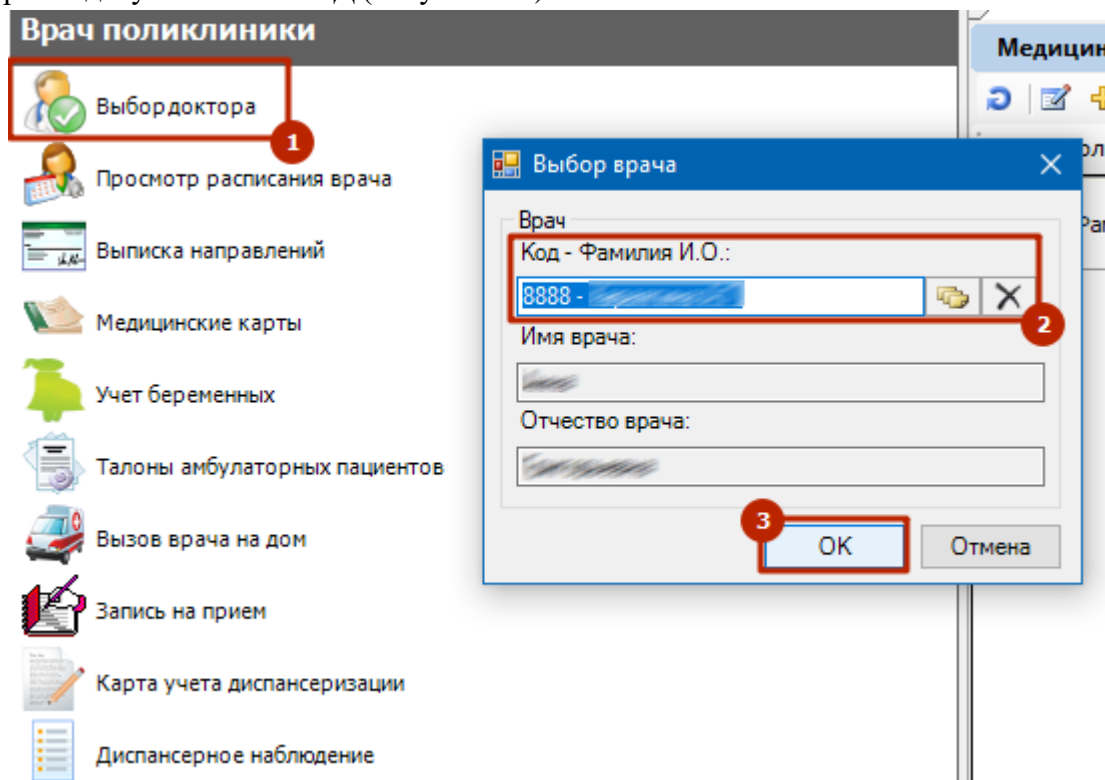 Врач поликлиники
Выбор доктора
1
Просмотр расписания врача
Выписка направлений
Медицинские карты
Учет беременных
Талоны амбулаторных пациентов
Вызов врача на дом
Запись на прием
Карта учета диспансеризации
Диспансерное наблюдение
Выбор врача
Врач
Код - Фамилия И.О.:
8888 -
2
Имя врача:
Отчество врача:
3
OK
Отмена